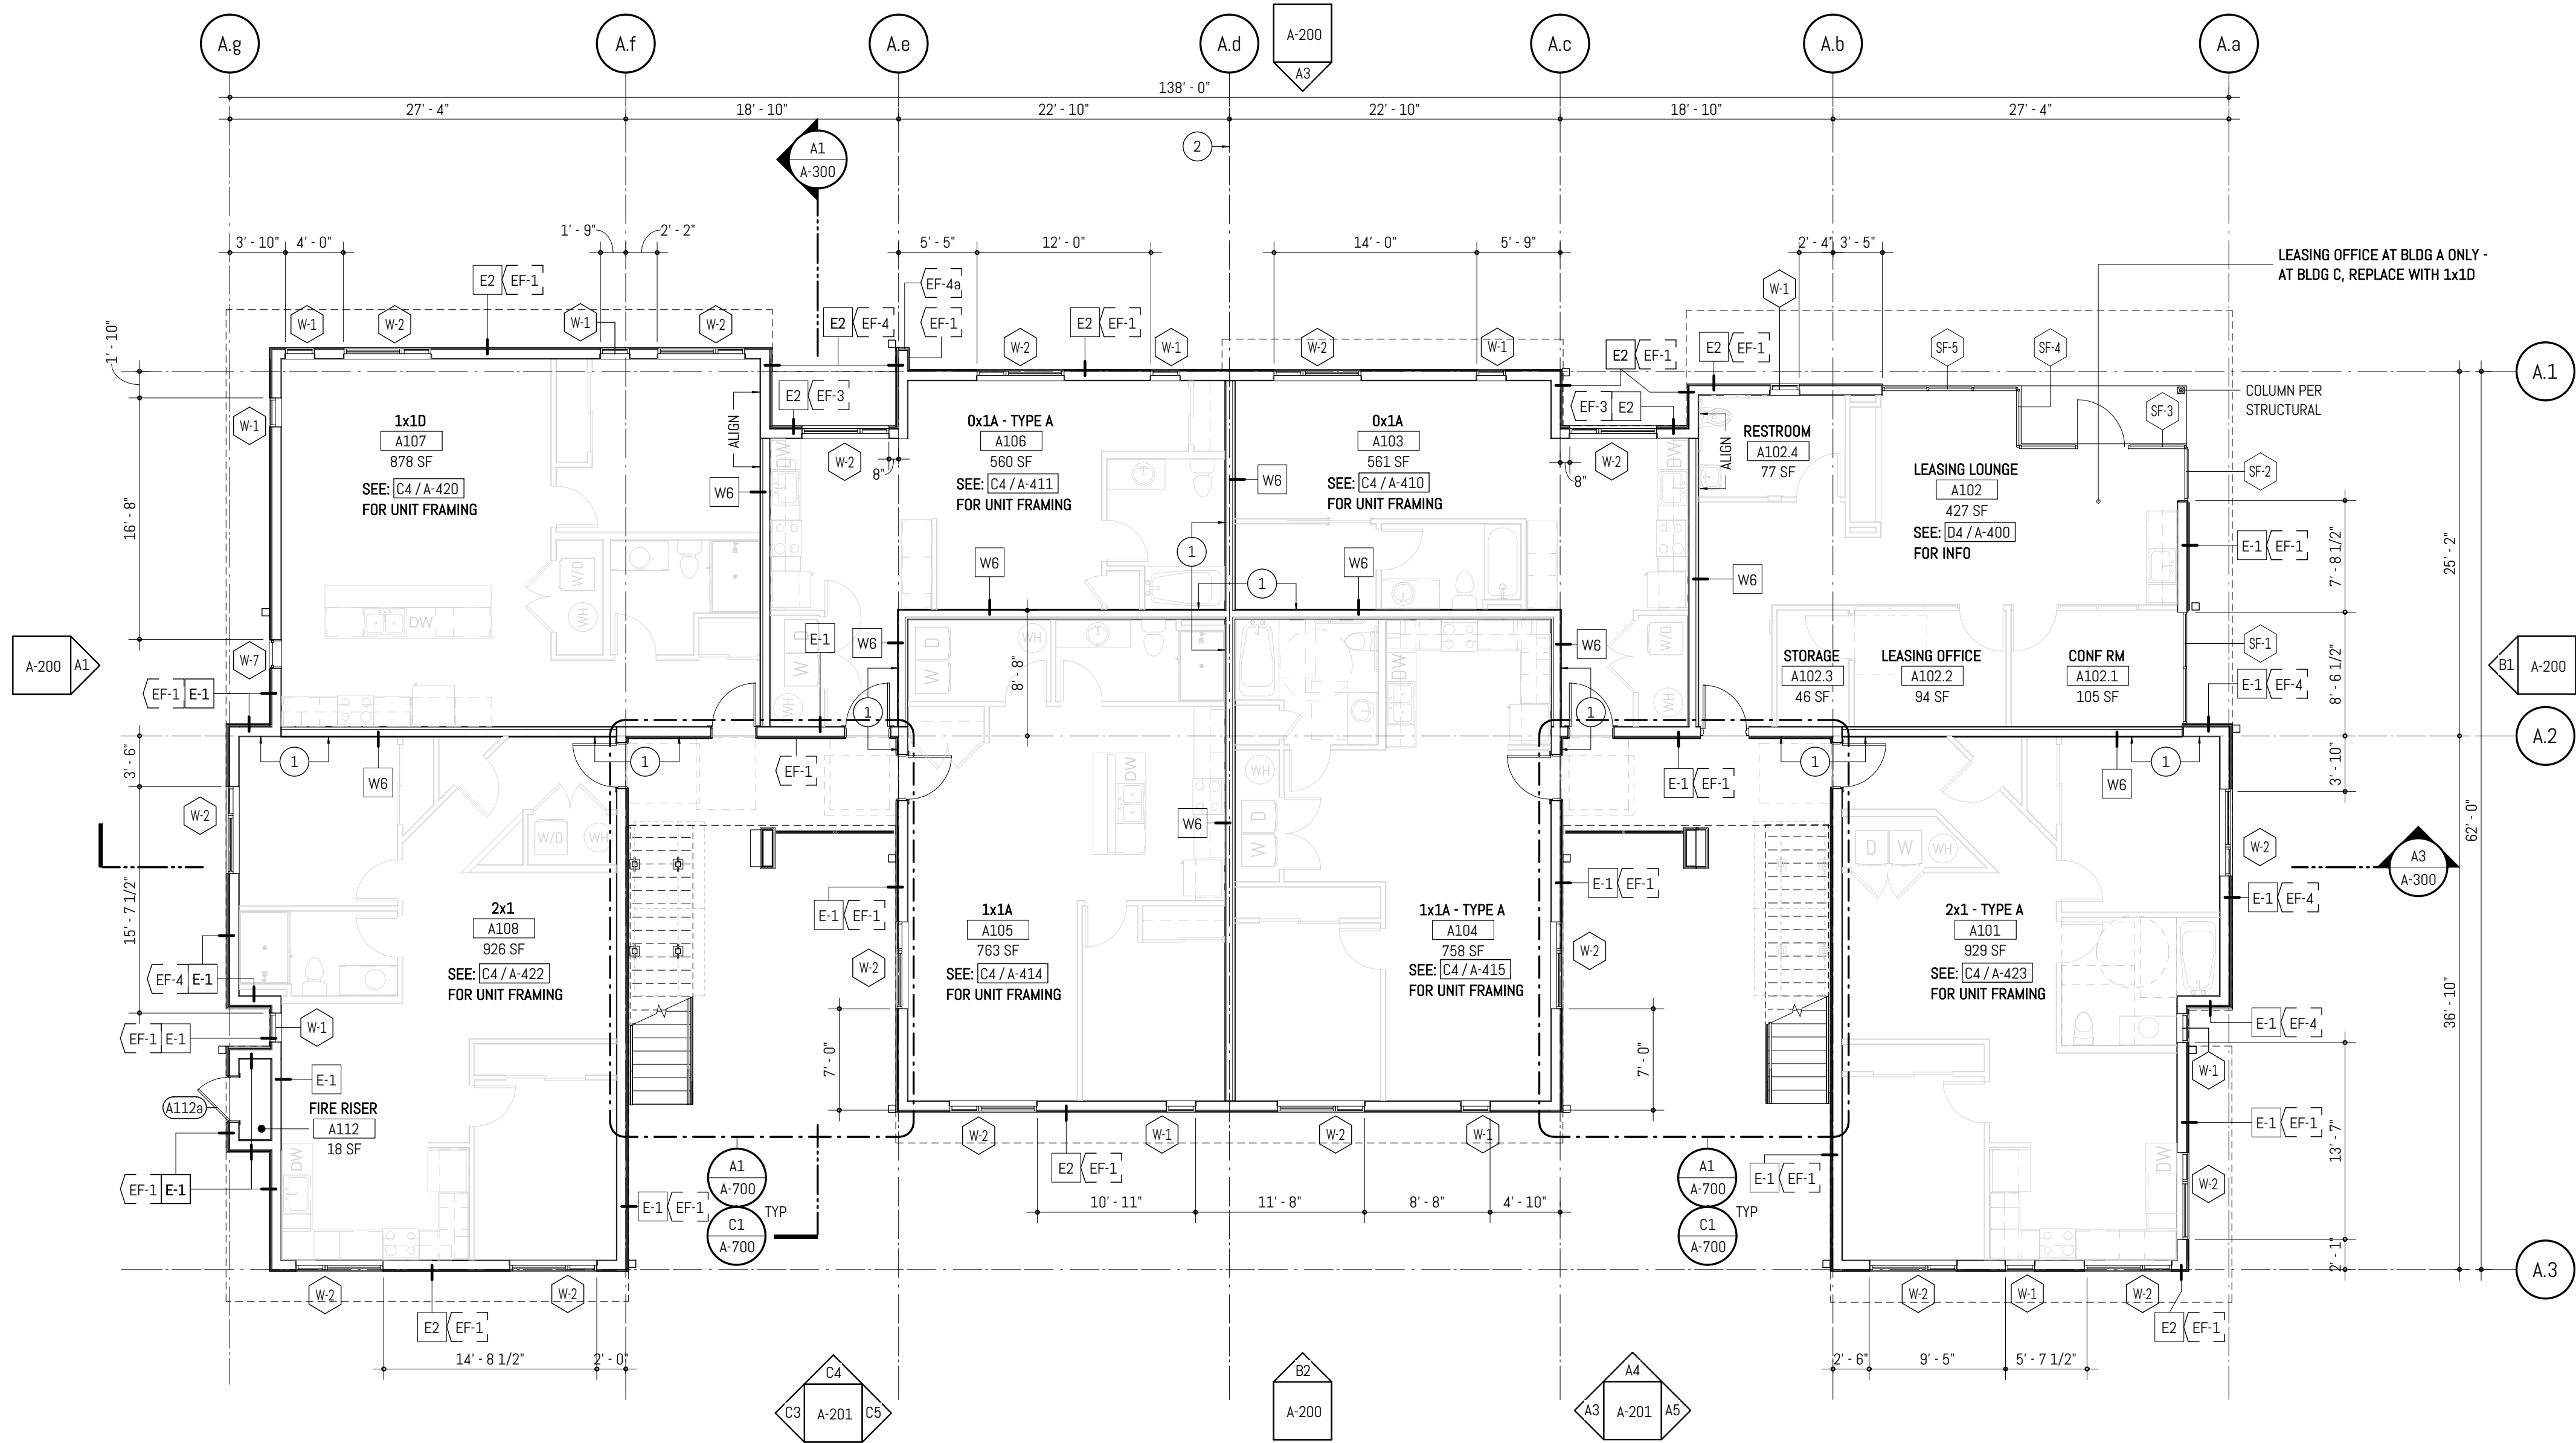 A.g
A.f
A.e
A.d
A-200
A3
A.c
A.b
A.a
138' - 0"
27' - 4"
18' - 10"
22' - 10"
22' - 10"
18' - 10"
27' - 4"
A1
A-300
2
3' - 10"
4' - 0"
1' - 9"
2' - 2"
5' - 5"
12' - 0"
14' - 0"
5' - 9"
2' - 4"
3' - 5"
LEASING OFFICE AT BLDG A ONLY -
AT BLDG C, REPLACE WITH 1x1D
E2 EF-1
EF-4a
W-1
W-1
W-2
W-1
W-2
E2 EF-4
EF-1
E2 EF-1
W-2
W-1
W-2
W-1
E2 EF-1
E2 EF-1
SF-5
SF-4
1' - 10"
A.1
COLUMN PER
STRUCTURAL
SF-3
E2 EF-3
EF-3 E2
W-1
ALIGN
ALIGN
1x1D
A107
878 SF
SEE: C4 / A-420
FOR UNIT FRAMING
0x1A - TYPE A
A106
560 SF
SEE: C4 / A-411
FOR UNIT FRAMING
0x1A
A103
561 SF
SEE: C4 / A-410
FOR UNIT FRAMING
RESTROOM
A102.4
77 SF
LEASING LOUNGE
A102
427 SF
SEE: D4 / A-400
FOR INFO
DW
W-2
8"
DW
W-2
8"
SF-2
W6
W6
W6
16' - 8"
E-1 EF-1
7' - 8 1/2"
25' - 2"
1
W6
W6
1
W/D
WH
DW
E-1
W6
D
W
WH
D
W
WH
T
8' - 8"
DW
W6
W/D
WH
STORAGE
A102.3
46 SF
LEASING OFFICE
A102.2
94 SF
CONF RM
A102.1
105 SF
SF-1
E-1 EF-4
8' - 6 1/2"
A-200 A1
W-7
EF-1 E-1
B1 A-200
1
1
A.2
3' - 6"
1
1
W6
EF-1
E-1 EF-1
1
1
W6
3' - 10"
W-2
W/D
WH
DW
W6
WH
D
W
D
W
WH
W-2
A3
A-300
62' - 0"
15' - 7 1/2"
2x1
A108
926 SF
SEE: C4 / A-422
FOR UNIT FRAMING
E-1 EF-1
W-2
1x1A
A105
763 SF
SEE: C4 / A-414
FOR UNIT FRAMING
1x1A - TYPE A
A104
758 SF
SEE: C4 / A-415
FOR UNIT FRAMING
E-1 EF-1
W-2
2x1 - TYPE A
A101
929 SF
SEE: C4 / A-423
FOR UNIT FRAMING
E-1 EF-4
EF-4 E-1
EF-1 E-1
W-1
E-1 EF-4
36' - 10"
7' - 0"
7' - 0"
W-1
E-1
A112a
FIRE RISER
A112
18 SF
EF-1 E-1
DW
E-1 EF-1
W-2
W-1
W-2
W-1
E2 EF-1
E-1 EF-1
13' - 7"
DW
W-2
A1
A-700
C1
A-700
TYP
E-1 EF-1
10' - 11"
11' - 8"
8' - 8"
4' - 10"
A1
A-700
C1
A-700
TYP
2' - 1"
A.3
W-2
W-2
E2 EF-1
W-2
W-1
W-2
E2 EF-1
14' - 8 1/2"
2' - 0"
2' - 6"
9' - 5"
5' - 7 1/2"
C4
C3 A-201 C5
B2
A-200
A4
A3 A-201 A5